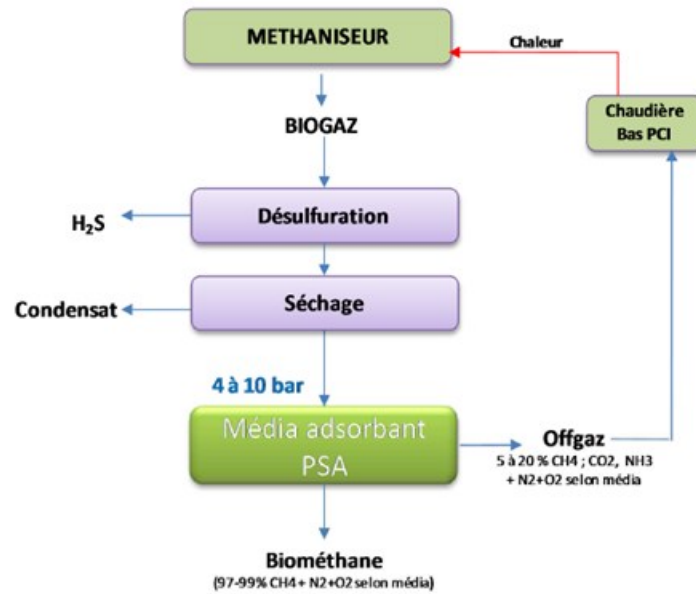 METHANISEUR
Chaleur
Chaudière
Bas PCI
BIOGAZ
Désulfuration
H₂S
Séchage
Condensat
4 à 10 bar
Média adsorbant
PSA
Offgaz
5 à 20 % CH4 ; CO2, NH3
+ N2+O2 selon média
Biométhane
(97-99% CH4 + N2+O2 selon média)